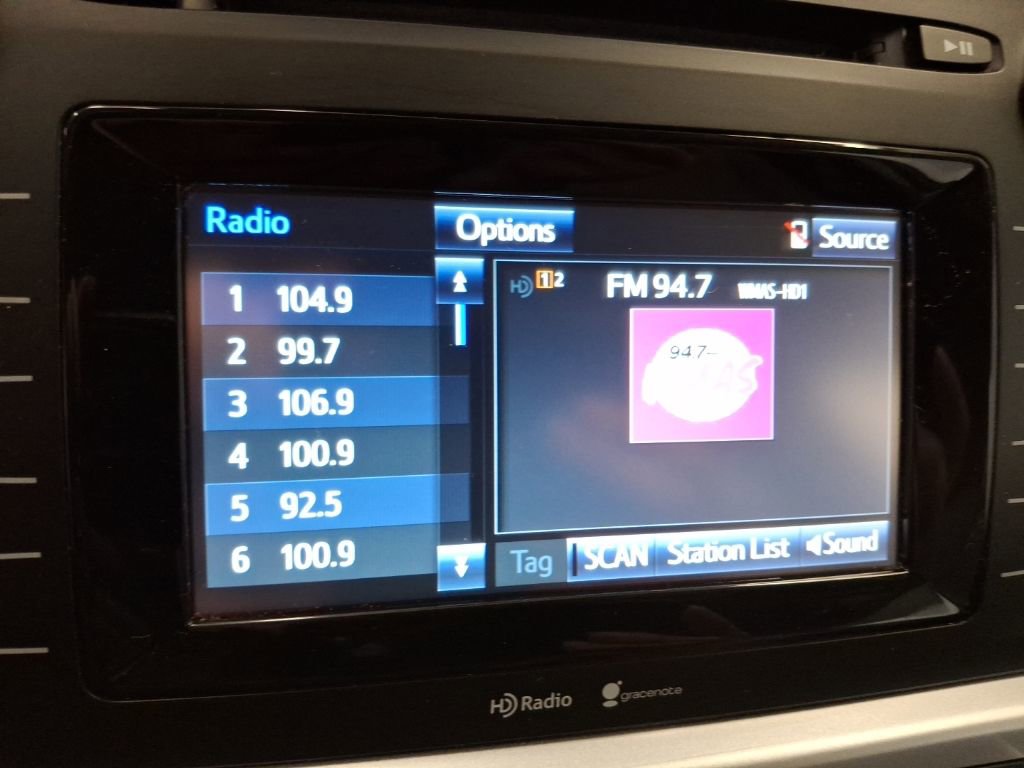 Radio
Options
Source
1 104.9
2 99.7
3 106.9
4 100.9
5 92.5
6 100.9
HD 1 2
FM 94.7 WMAS-HD1
94.7
WMAS
Tag
SCAN
Station List
Sound
HD Radio
gracenote